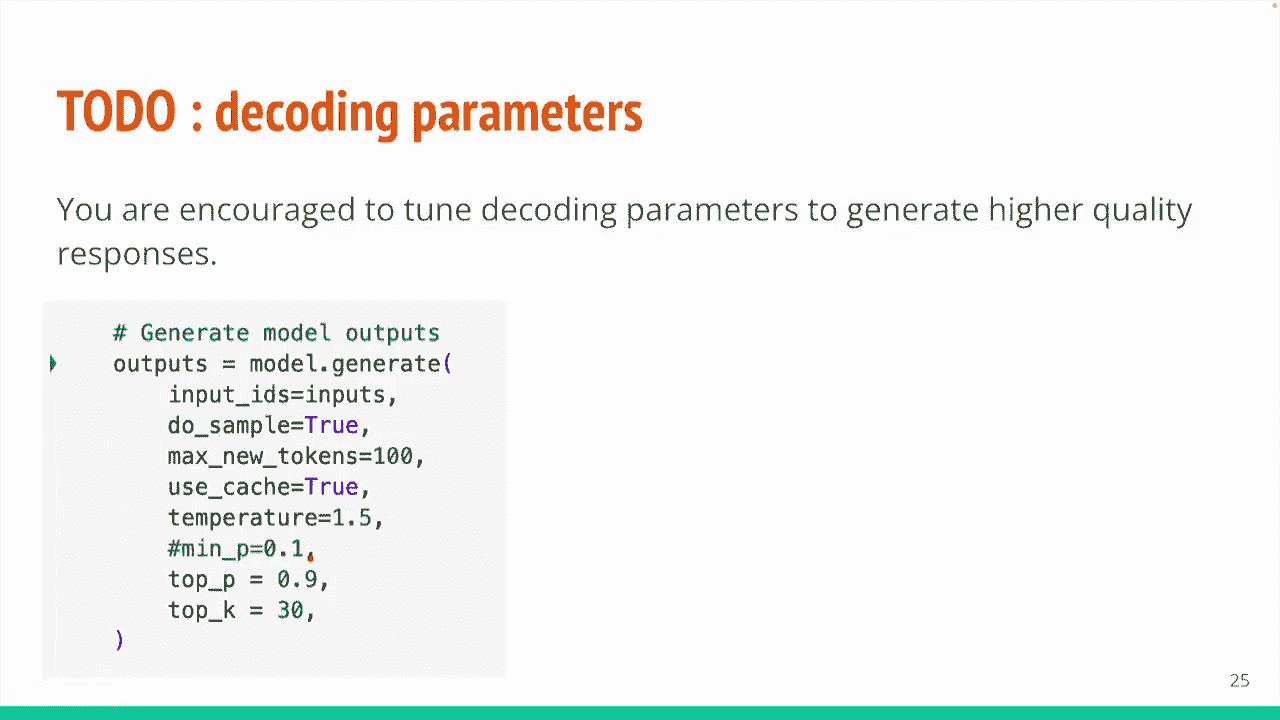 TODO : decoding parameters
You are encouraged to tune decoding parameters to generate higher quality
responses.
# Generate model outputs
outputs = model.generate(
input_ids=inputs,
do_sample=True,
max_new_tokens=100,
use_cache=True,
temperature=1.5,
#min_p=0.1,
top_p = 0.9,
top_k = 30,
)
25